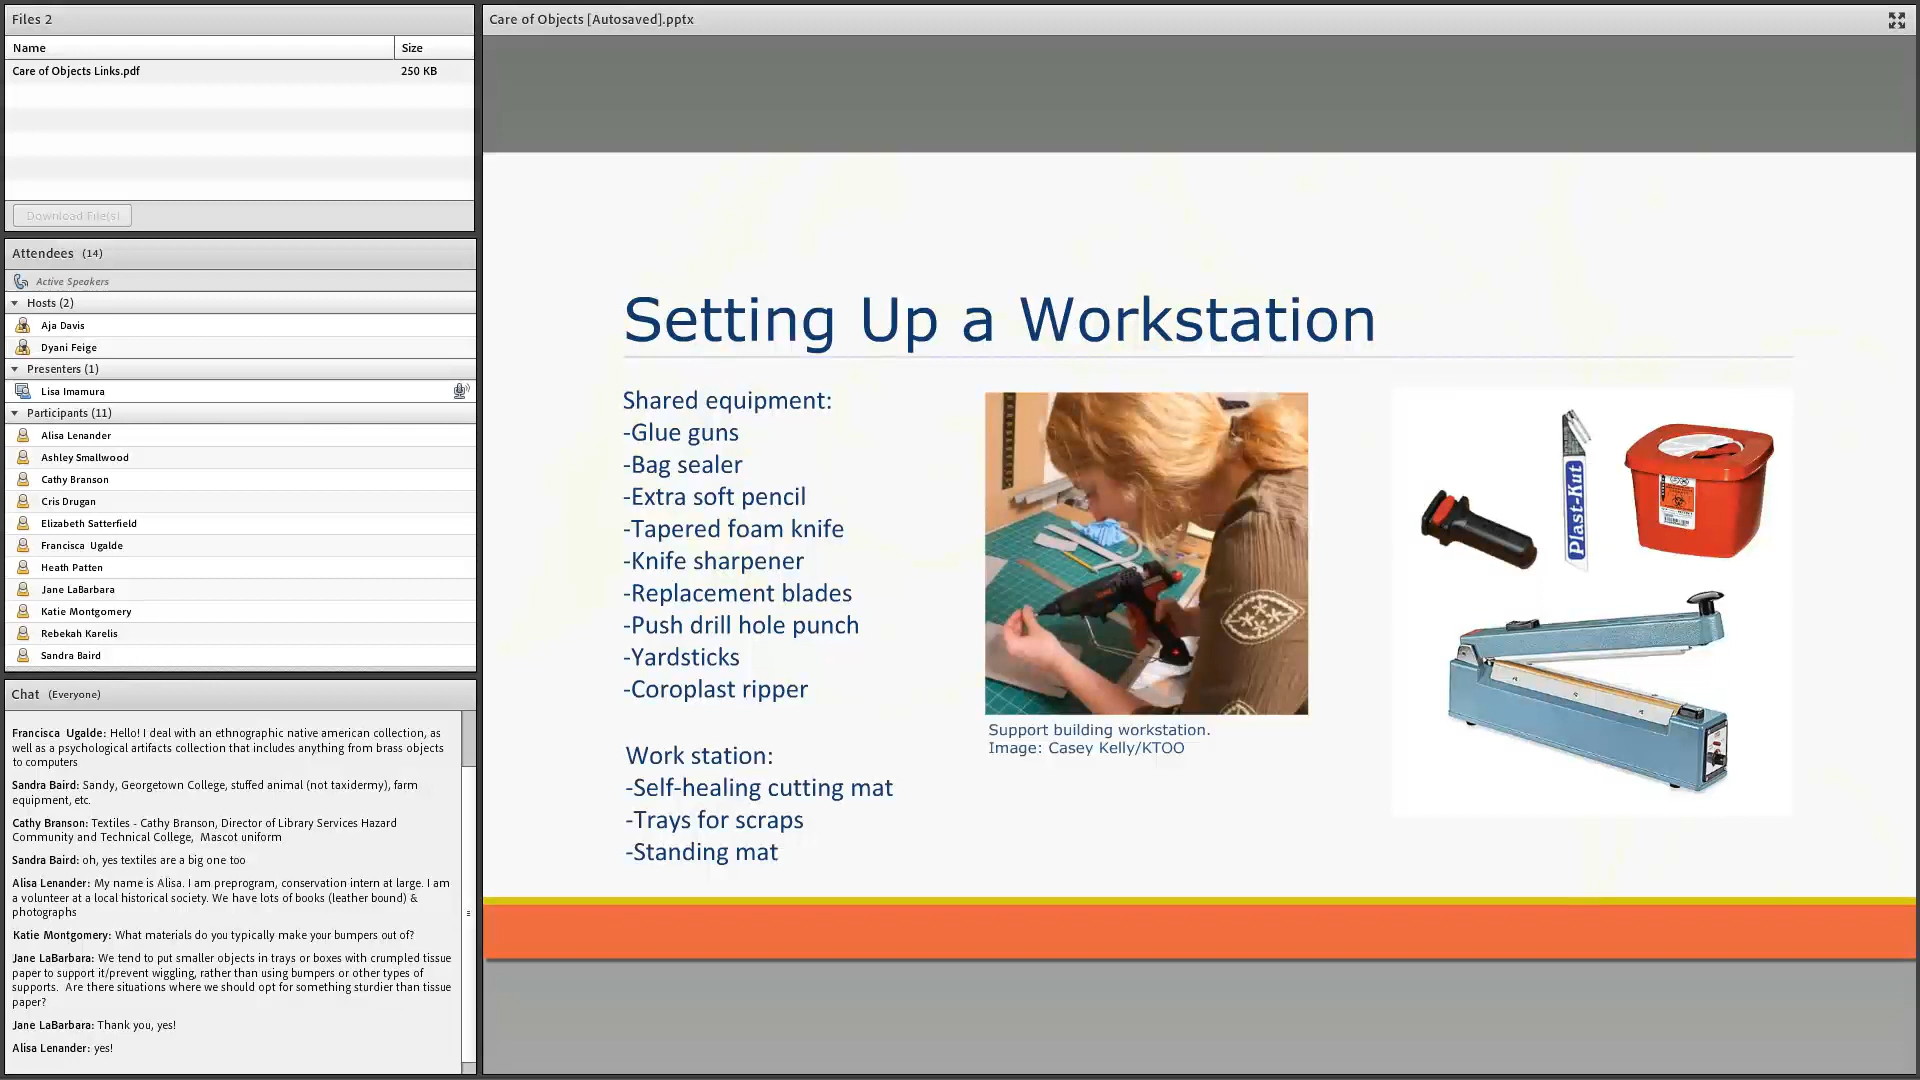 Files 2
Name
Size
Care of Objects Links.pdf
250 KB
Download File(s)
Attendees (14)
Active Speakers
Hosts (2)
Aja Davis
Dyani Feige
Presenters (1)
Lisa Imamura
Participants (11)
Alisa Lenander
Ashley Smallwood
Cathy Branson
Cris Drugan
Elizabeth Satterfield
Francisca Ugalde
Heath Patten
Jane LaBarbara
Katie Montgomery
Rebekah Karelis
Sandra Baird
Chat (Everyone)
Francisca Ugalde: Hello! I deal with an ethnographic native american collection, as
well as a psychological artifacts collection that includes anything from brass objects
to computers
Sandra Baird: Sandy, Georgetown College, stuffed animal (not taxidermy), farm
equipment, etc.
Cathy Branson: Textiles - Cathy Branson, Director of Library Services Hazard
Community and Technical College, Mascot uniform
Sandra Baird: oh, yes textiles are a big one too
Alisa Lenander: My name is Alisa. I am preprogram, conservation intern at large. I am
a volunteer at a local historical society. We have lots of books (leather bound) &
photographs
Katie Montgomery: What materials do you typically make your bumpers out of?
Jane LaBarbara: We tend to put smaller objects in trays or boxes with crumpled tissue
paper to support it/prevent wiggling, rather than using bumpers or other types of
supports. Are there situations where we should opt for something sturdier than tissue
paper?
Jane LaBarbara: Thank you, yes!
Alisa Lenander: yes!
Care of Objects [Autosaved].pptx
Setting Up a Workstation
Shared equipment:
-Glue guns
-Bag sealer
-Extra soft pencil
-Tapered foam knife
-Knife sharpener
-Replacement blades
-Push drill hole punch
-Yardsticks
-Coroplast ripper
Work station:
-Self-healing cutting mat
-Trays for scraps
-Standing mat
Support building workstation.
Image: Casey Kelly/KTOO
Plast-Kut